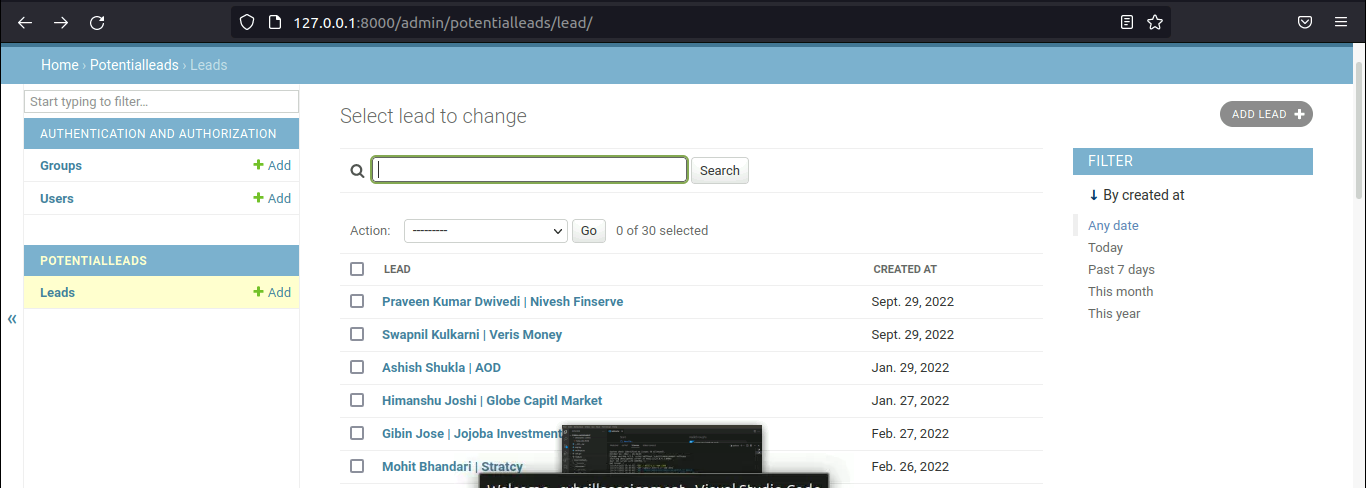 127.0.0.1:8000/admin/potentialleads/lead/
Home › Potentialleads › Leads
Start typing to filter...
AUTHENTICATION AND AUTHORIZATION
Groups + Add
Users + Add
POTENTIALLEADS
Leads + Add
«
Select lead to change
ADD LEAD +
Search
Action: --------- Go 0 of 30 selected
LEAD CREATED AT
Praveen Kumar Dwivedi | Nivesh Finserve Sept. 29, 2022
Swapnil Kulkarni | Veris Money Sept. 29, 2022
Ashish Shukla | AOD Jan. 29, 2022
Himanshu Joshi | Globe Capitl Market Jan. 27, 2022
Gibin Jose | Jojoba Investment Feb. 27, 2022
Mohit Bhandari | Stratcy Feb. 26, 2022
FILTER
↓ By created at
Any date
Today
Past 7 days
This month
This year
Visual Studio Code